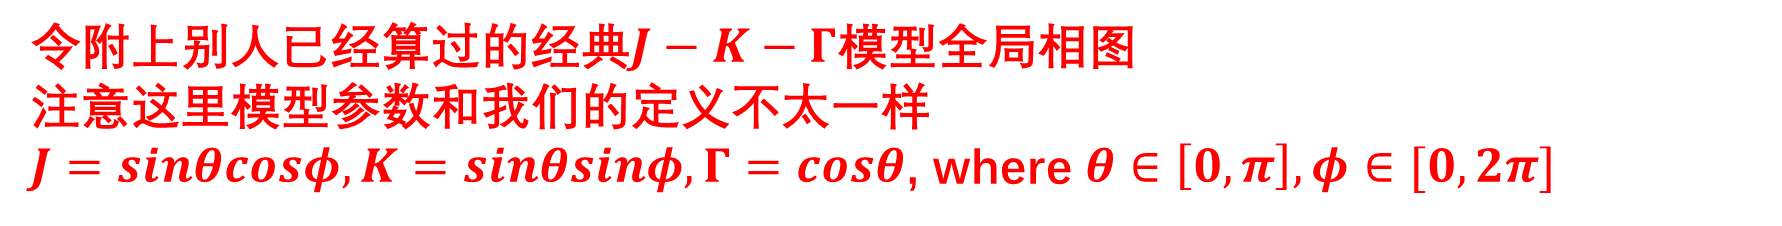 令附上别人已经算过的经典J − K − Γ模型全局相图
注意这里模型参数和我们的定义不太一样
J = sinθcosϕ, K = sinθsinϕ, Γ = cosθ, where θ ∈ [0, π], ϕ ∈ [0, 2π]